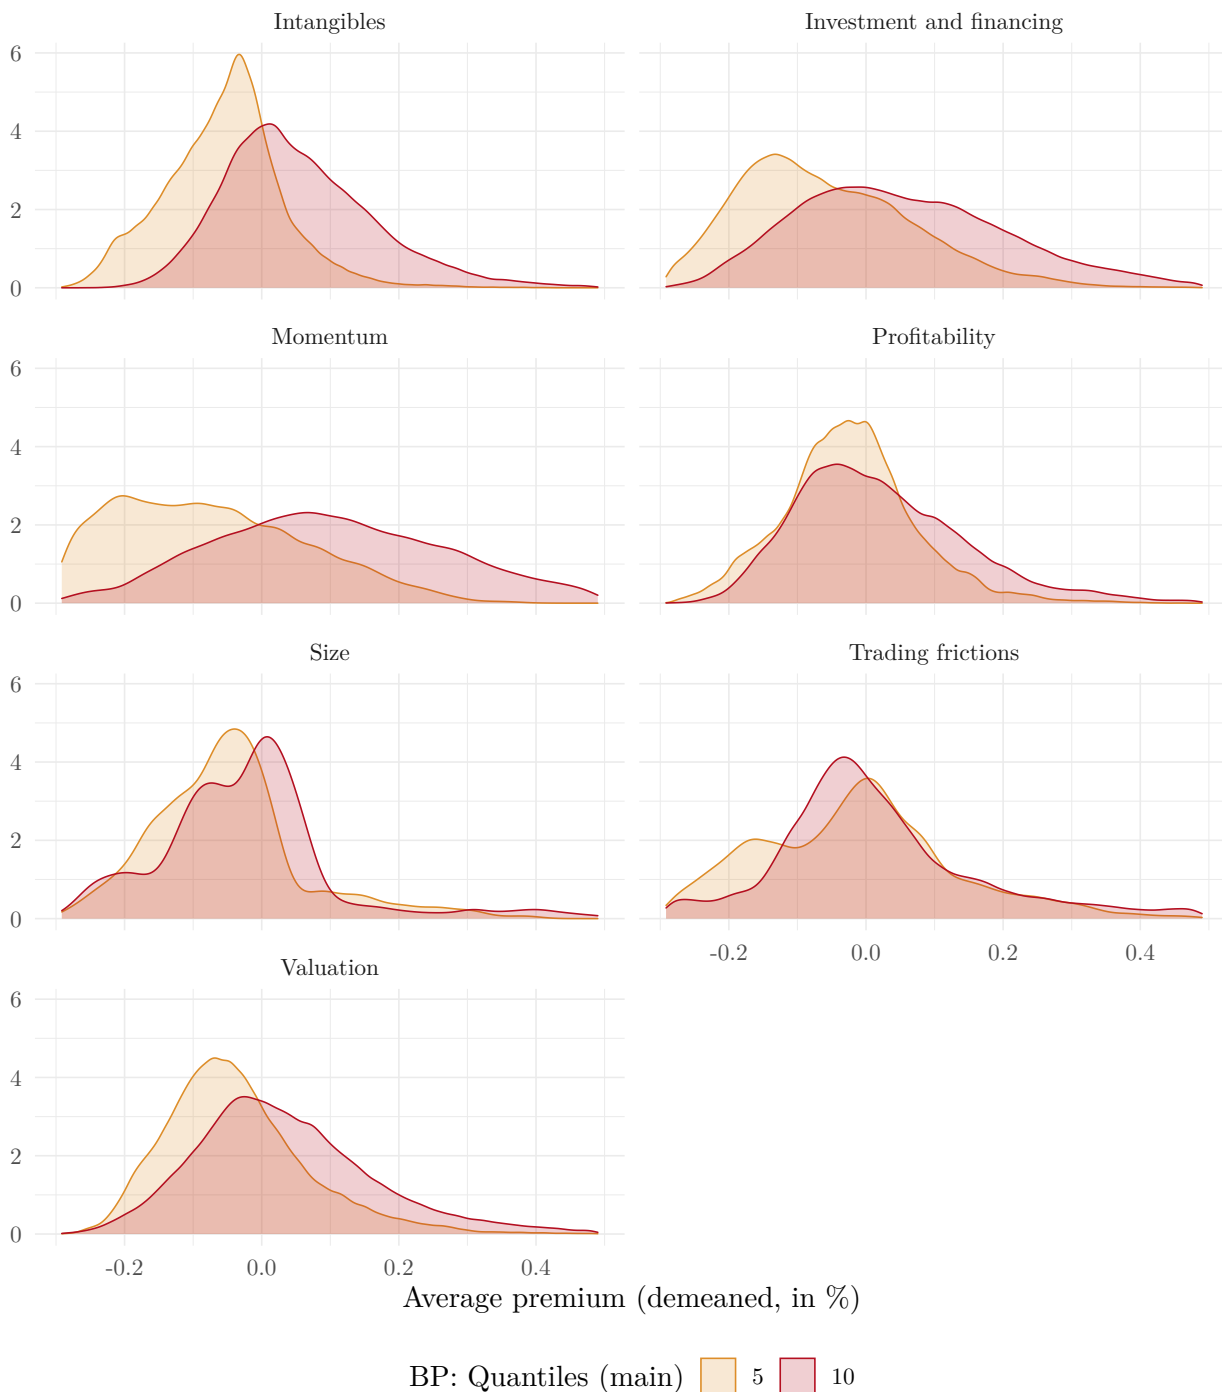 Intangibles
Investment and financing
6
4
2
0
Momentum
Profitability
6
4
2
0
Size
Trading frictions
6
4
2
0
-0.2 0.0 0.2 0.4
Valuation
6
4
2
0
-0.2 0.0 0.2 0.4
Average premium (demeaned, in %)
BP: Quantiles (main) 5 10